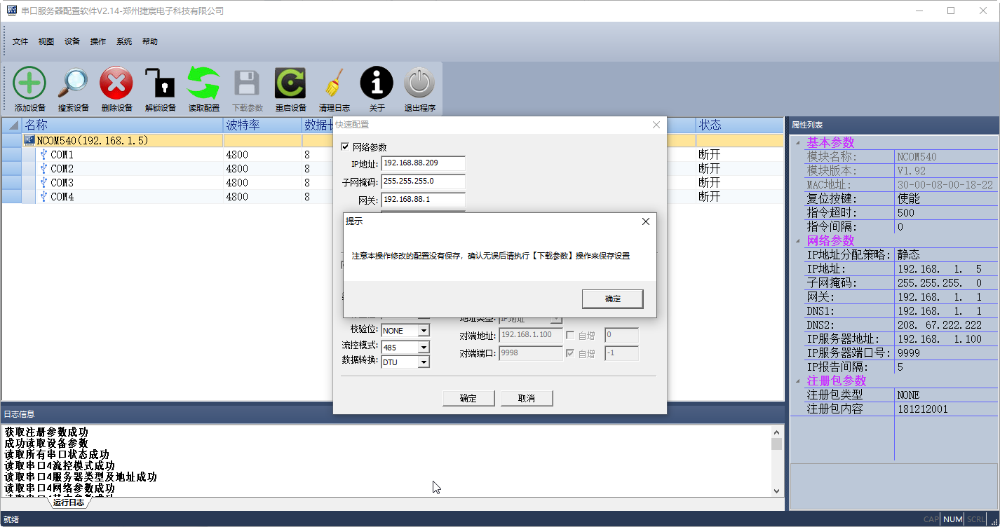 串口服务器配置软件V2.14-郑州捷宸电子科技有限公司
文件 视图 设备 操作 系统 帮助
添加设备 搜索设备 删除设备 解锁设备 读取配置 下载参数 重启设备 清理日志 关于 退出程序
名称 波特率 数据长 状态
NCOM540(192.168.1.5)
COM1 4800 8 断开
COM2 4800 8 断开
COM3 4800 8 断开
COM4 4800 8 断开
快速配置
网络参数
IP地址: 192.168.88.209
子网掩码: 255.255.255.0
网关: 192.168.88.1
提示
注意本操作修改的配置没有保存，确认无误后请执行【下载参数】操作来保存设置
确定
地址类型: IP地址
校验位: NONE 对端地址: 192.168.1.100 自增 0
流控模式: 485 对端端口: 9998 自增 -1
数据转换: DTU
确定 取消
属性列表
基本参数
模块名称: NCOM540
模块版本: V1.92
MAC地址: 30-00-08-00-18-22
复位按键: 使能
指令超时: 500
指令间隔: 0
网络参数
IP地址分配策略: 静态
IP地址: 192.168. 1. 5
子网掩码: 255.255.255. 0
网关: 192.168. 1. 1
DNS1: 192.168. 1. 1
DNS2: 208. 67.222.222
IP服务器地址: 192.168. 1.100
IP服务器端口号: 9999
IP报告间隔: 5
注册包参数
注册包类型 NONE
注册包内容 181212001
日志信息
获取注册参数成功
成功读取设备参数
读取所有串口状态成功
读取串口4流控模式成功
读取串口4服务器类型及地址成功
读取串口4网络参数成功
运行日志
就绪 CAP NUM SCRL